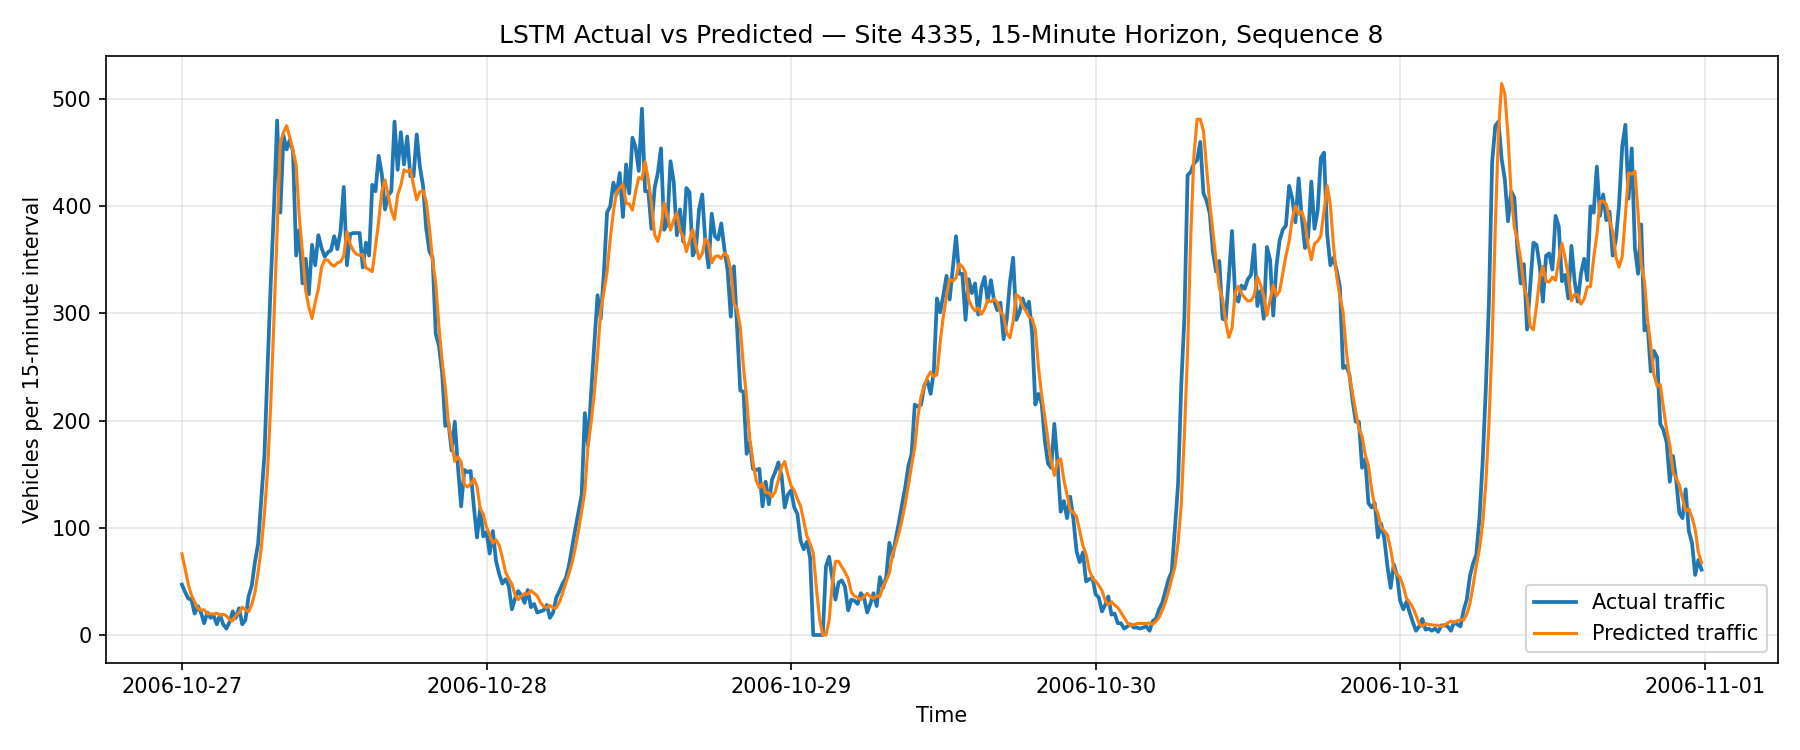 LSTM Actual vs Predicted — Site 4335, 15-Minute Horizon, Sequence 8
Vehicles per 15-minute interval
500
400
300
200
100
0
Actual traffic
Predicted traffic
2006-10-27
2006-10-28
2006-10-29
2006-10-30
2006-10-31
2006-11-01
Time